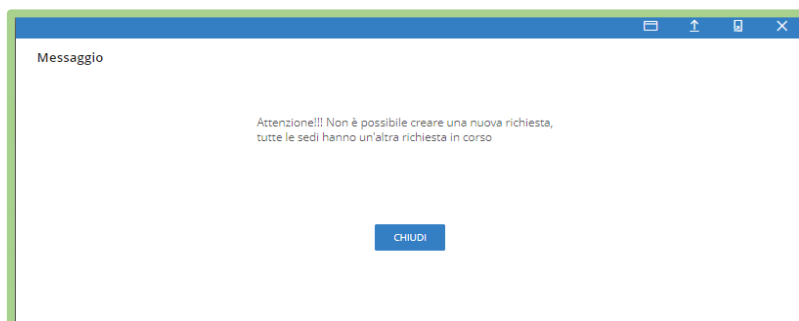 Messaggio
Attenzione!!! Non è possibile creare una nuova richiesta,
tutte le sedi hanno un'altra richiesta in corso
CHIUDI